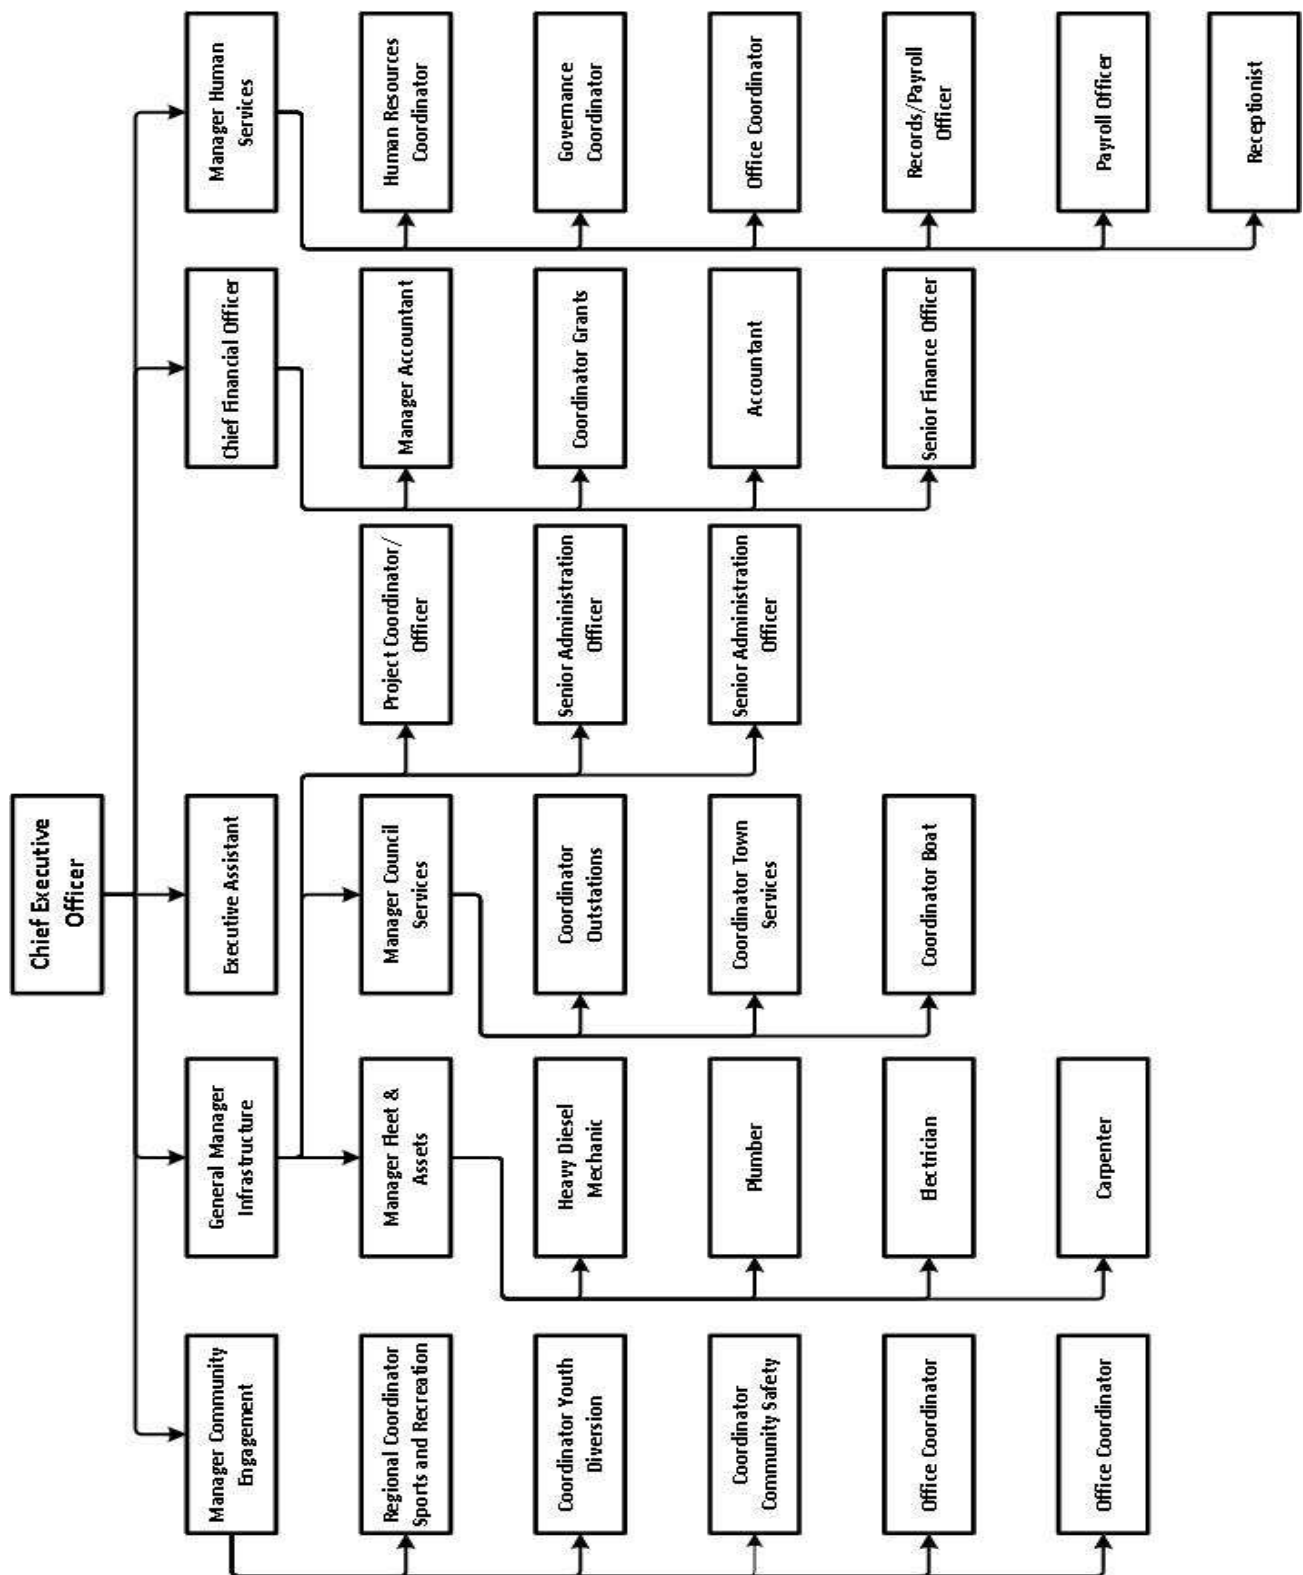 Chief Executive
Officer
Manager Community
Engagement
General Manager
Infrastructure
Executive Assistant
Chief Financial Officer
Manager Human
Services
Regional Coordinator
Sports and Recreation
Manager Fleet &
Assets
Manager Council
Services
Project Coordinator/
Officer
Manager Accountant
Human Resources
Coordinator
Coordinator Youth
Diversion
Heavy Diesel
Mechanic
Coordinator
Outstations
Senior Administration
Officer
Coordinator Grants
Governance
Coordinator
Coordinator
Community Safety
Plumber
Coordinator Town
Services
Senior Administration
Officer
Accountant
Office Coordinator
Office Coordinator
Electrician
Coordinator Boat
Senior Finance Officer
Records/Payroll
Officer
Office Coordinator
Carpenter
Payroll Officer
Receptionist